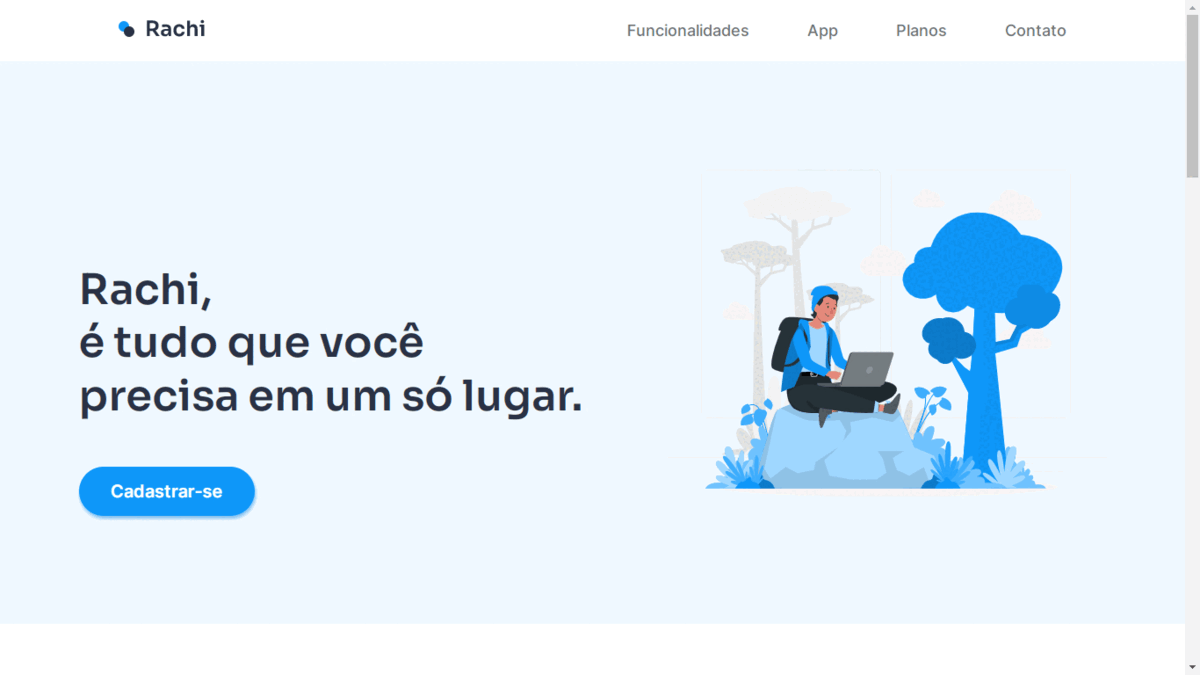 Rachi
Funcionalidades
App
Planos
Contato
Rachi,
é tudo que você
precisa em um só lugar.
Cadastrar-se